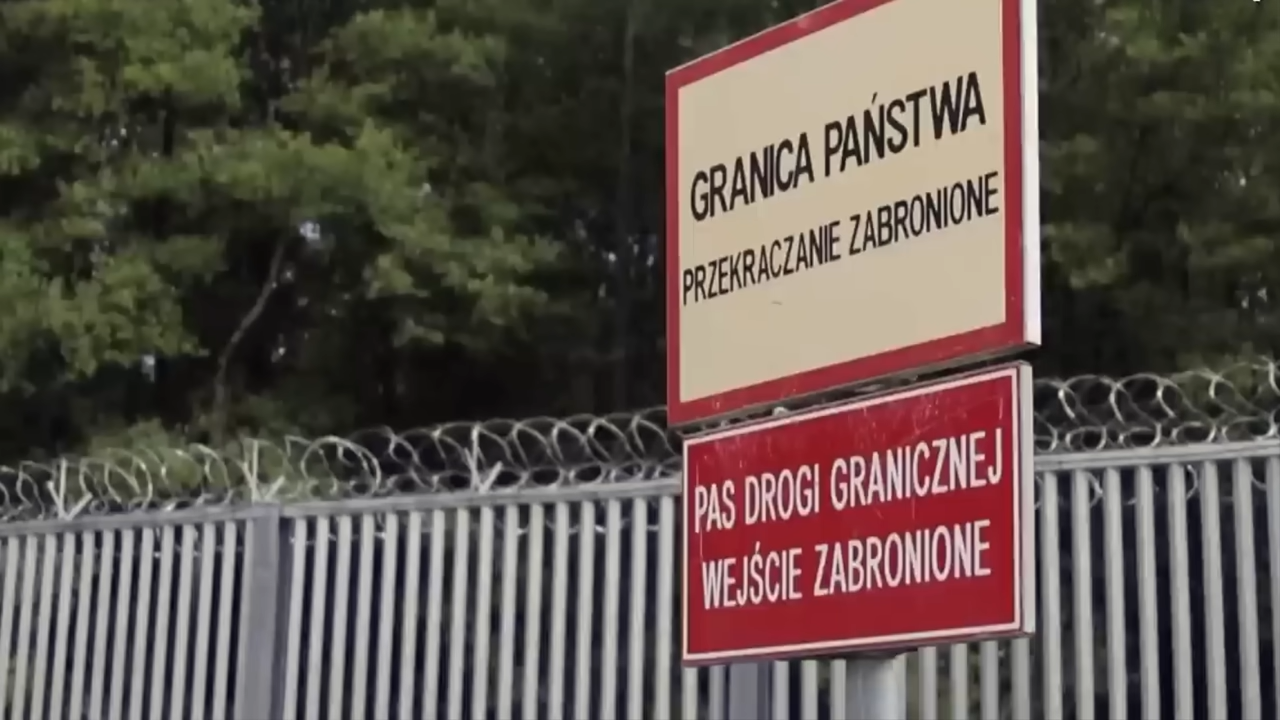 GRANICA PAŃSTWA
PRZEKRACZANIE ZABRONIONE
PAS DROGI GRANICZNEJ
WEJŚCIE ZABRONIONE